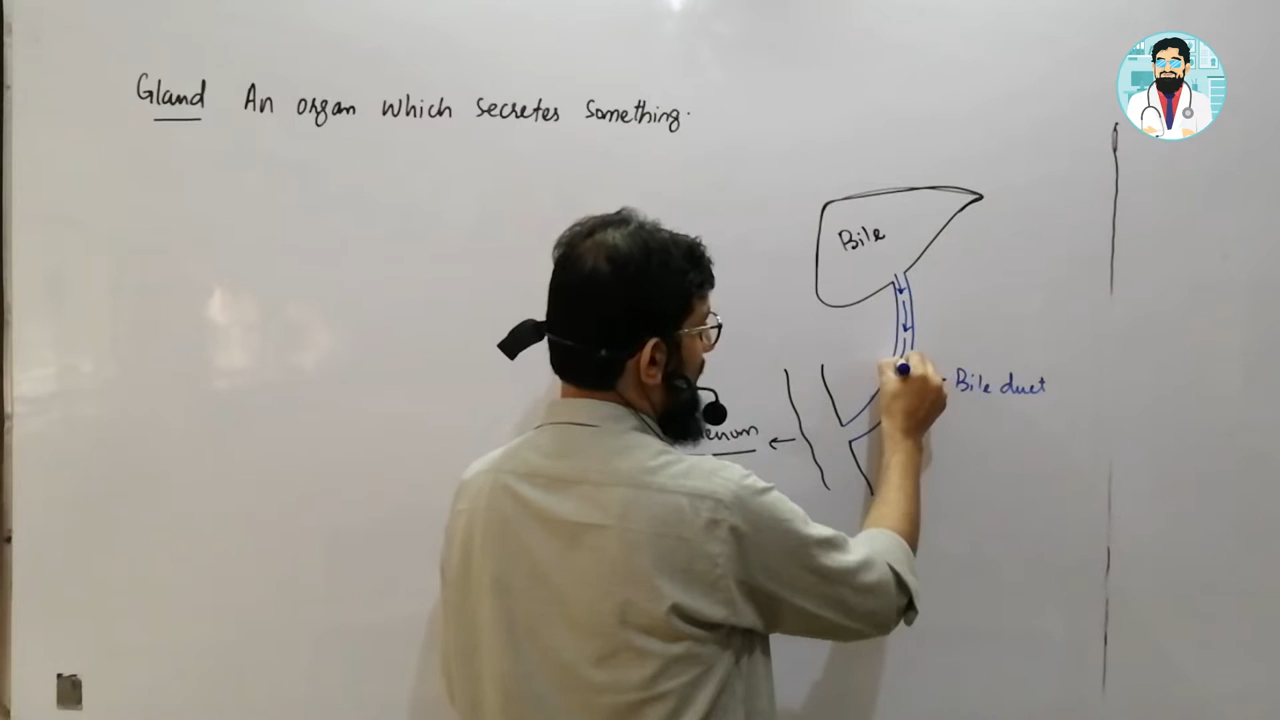 Gland An organ which secretes something.
Bile
Bile duct